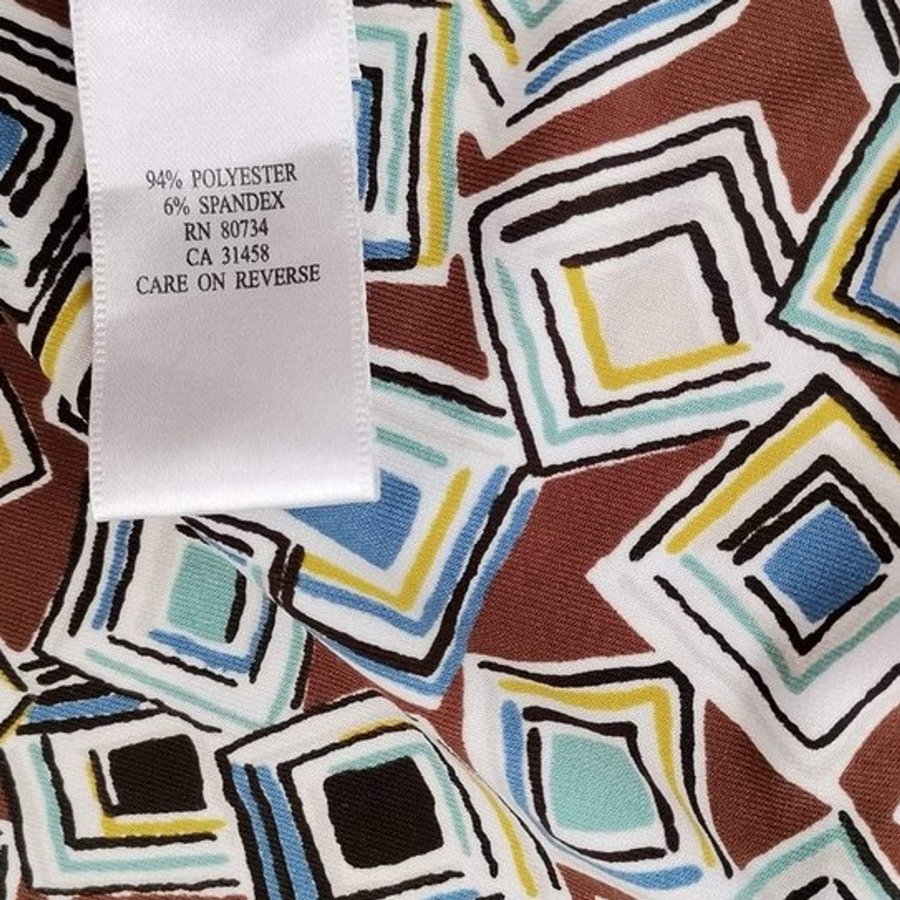 94% POLYESTER
6% SPANDEX
RN 80734
CA 31458
CARE ON REVERSE